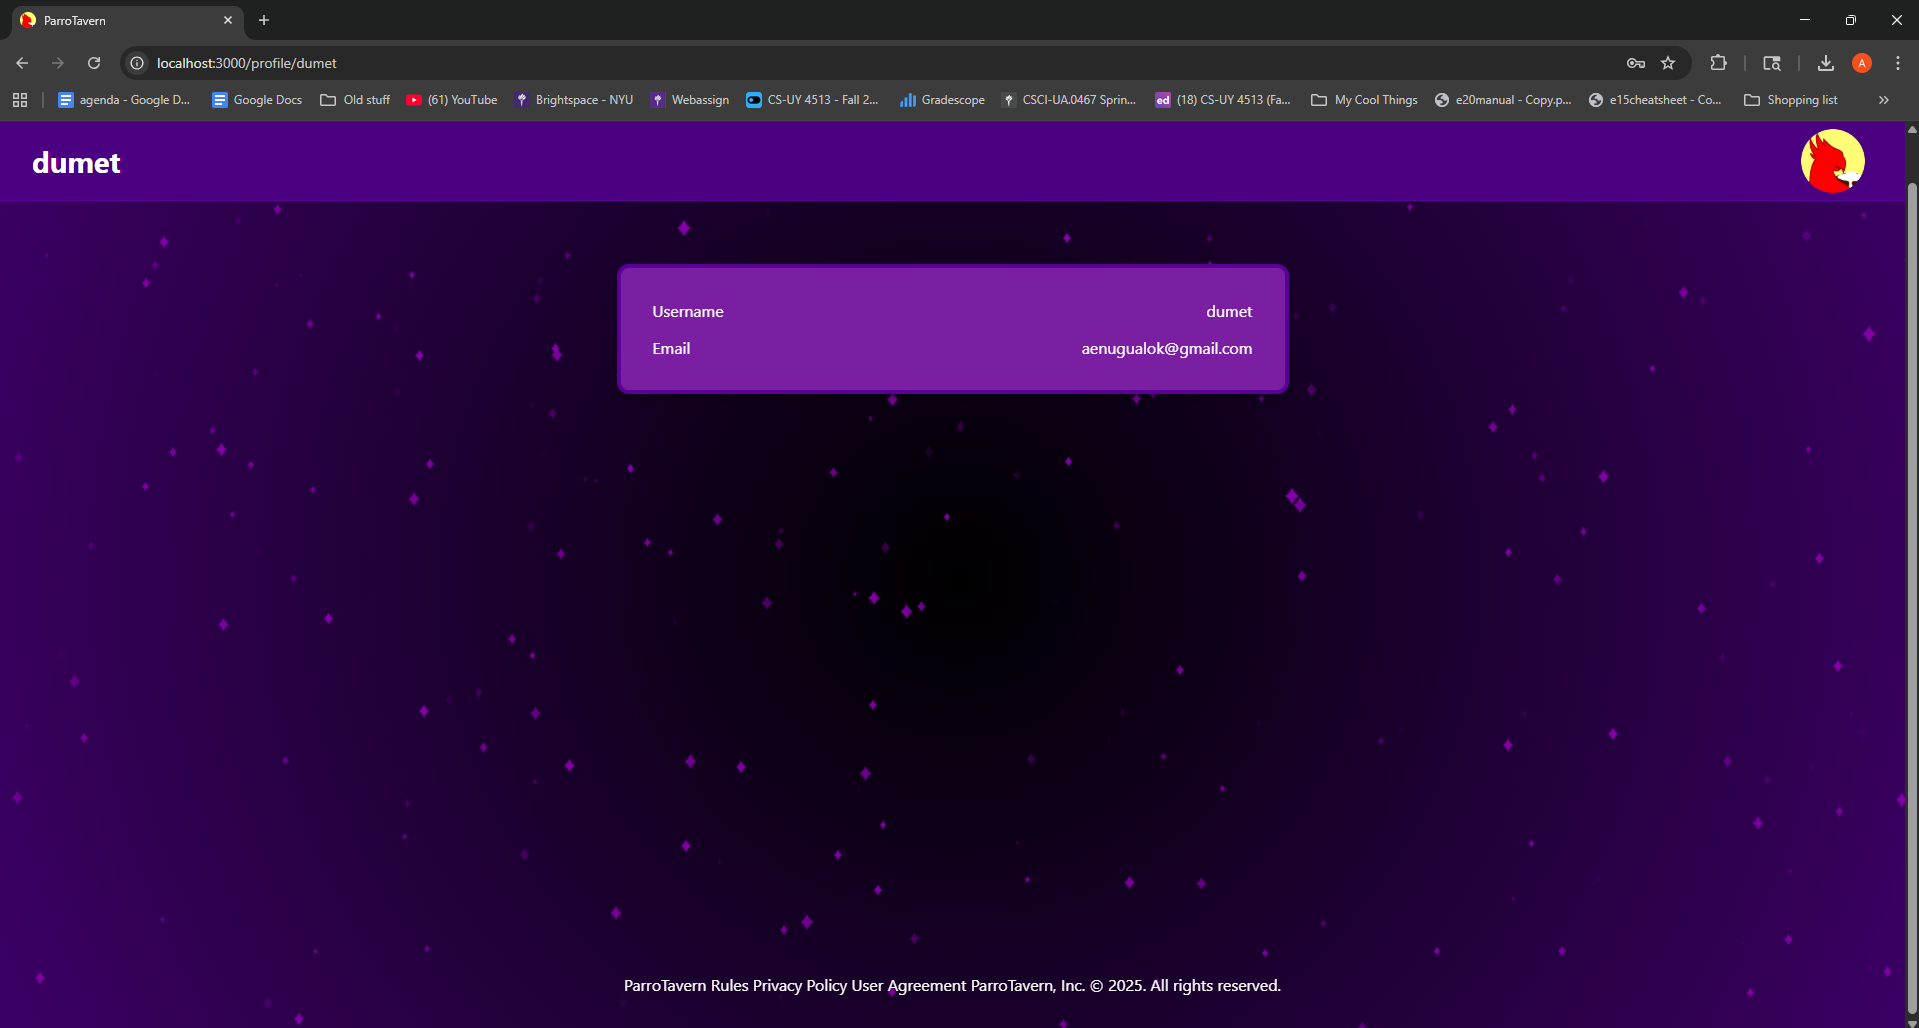 ParroTavern
localhost:3000/profile/dumet
agenda - Google D...
Google Docs
Old stuff
(61) YouTube
Brightspace - NYU
Webassign
CS-UY 4513 - Fall 2...
Gradescope
CSCI-UA.0467 Sprin...
ed
(18) CS-UY 4513 (Fa...
My Cool Things
e20manual - Copy.p...
e15cheatsheet - Co...
Shopping list
»
A
dumet
Username dumet
Email aenugualok@gmail.com
ParroTavern Rules Privacy Policy User Agreement ParroTavern, Inc. © 2025. All rights reserved.